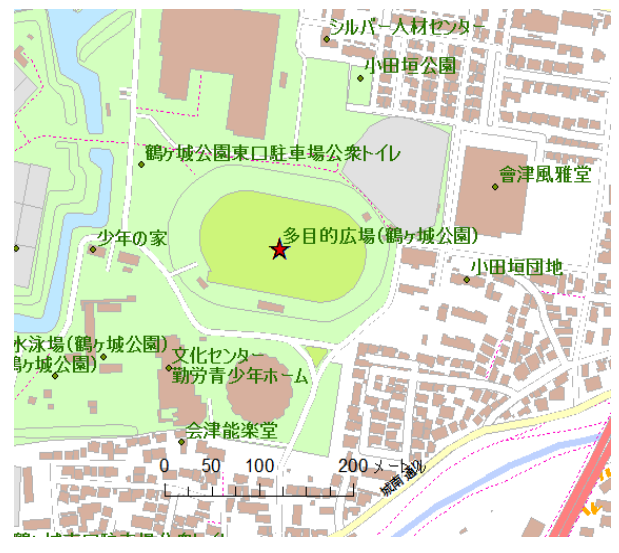 シルバー人材センター
小田垣公園
鶴ヶ城公園東口駐車場公衆トイレ
會津風雅堂
少年の家
多目的広場(鶴ヶ城公園)
小田垣団地
水泳場(鶴ヶ城公園)
鶴ヶ城公園)
文化センター
勤労青少年ホーム
会津能楽堂
0 50 100 200 メートル
城南通り